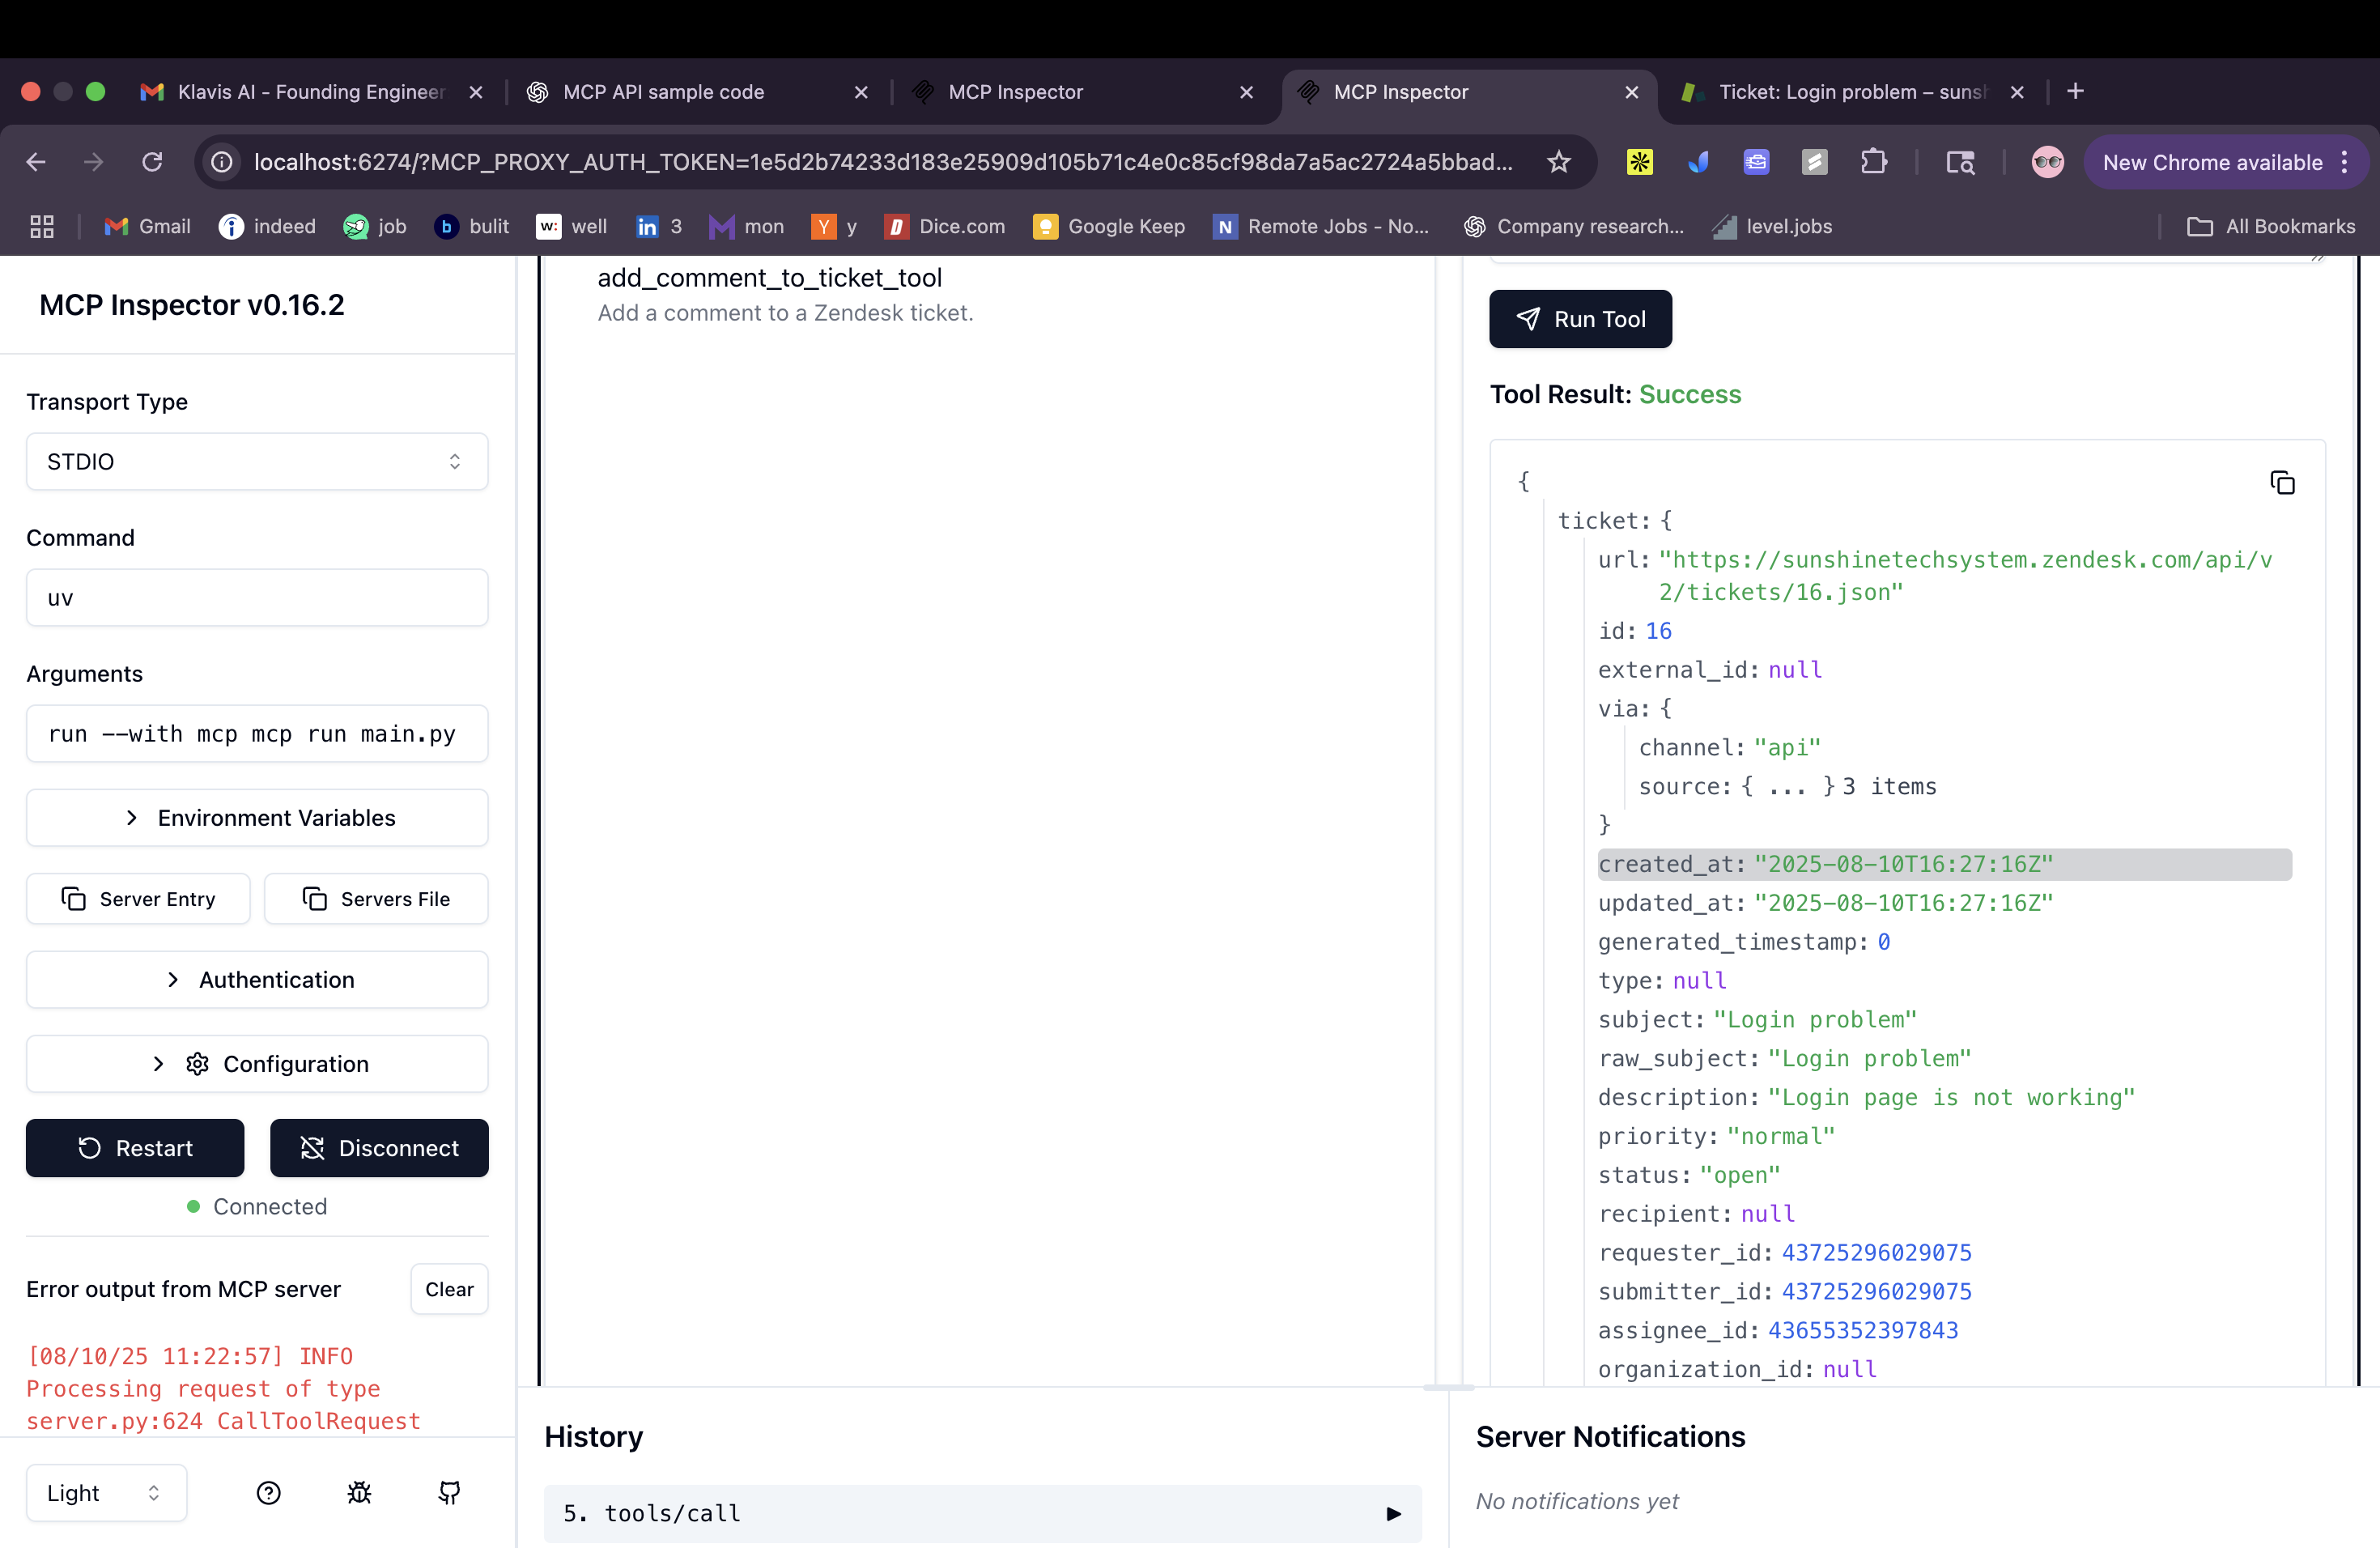 Klavis AI - Founding Engineer
MCP API sample code
MCP Inspector
MCP Inspector
Ticket: Login problem – sunsh
localhost:6274/?MCP_PROXY_AUTH_TOKEN=1e5d2b74233d183e25909d105b71c4e0c85cf98da7a5ac2724a5bbad...
New Chrome available
Gmail
indeed
job
b
bulit
w:
well
in
3
mon
Y
y
D
Dice.com
Google Keep
N
Remote Jobs - No...
Company research...
level.jobs
All Bookmarks
MCP Inspector v0.16.2
Transport Type
STDIO
Command
uv
Arguments
run --with mcp mcp run main.py
Environment Variables
Server Entry
Servers File
Authentication
Configuration
Restart
Disconnect
Connected
Error output from MCP server
Clear
[08/10/25 11:22:57] INFO
Processing request of type
server.py:624 CallToolRequest
Light
add_comment_to_ticket_tool
Add a comment to a Zendesk ticket.
Run Tool
Tool Result: Success
{
ticket: {
url: "https://sunshinetechsystem.zendesk.com/api/v
2/tickets/16.json"
id: 16
external_id: null
via: {
channel: "api"
source: { ... } 3 items
}
created_at: "2025-08-10T16:27:16Z"
updated_at: "2025-08-10T16:27:16Z"
generated_timestamp: 0
type: null
subject: "Login problem"
raw_subject: "Login problem"
description: "Login page is not working"
priority: "normal"
status: "open"
recipient: null
requester_id: 43725296029075
submitter_id: 43725296029075
assignee_id: 43655352397843
organization_id: null
History
5. tools/call
Server Notifications
No notifications yet